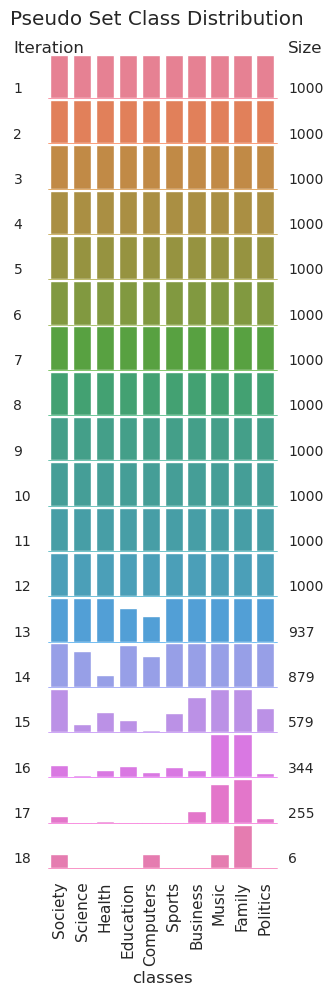 Pseudo Set Class Distribution
Iteration Size
1 1000
2 1000
3 1000
4 1000
5 1000
6 1000
7 1000
8 1000
9 1000
10 1000
11 1000
12 1000
13 937
14 879
15 579
16 344
17 255
18 6
Society
Science
Health
Education
Computers
Sports
Business
Music
Family
Politics
classes